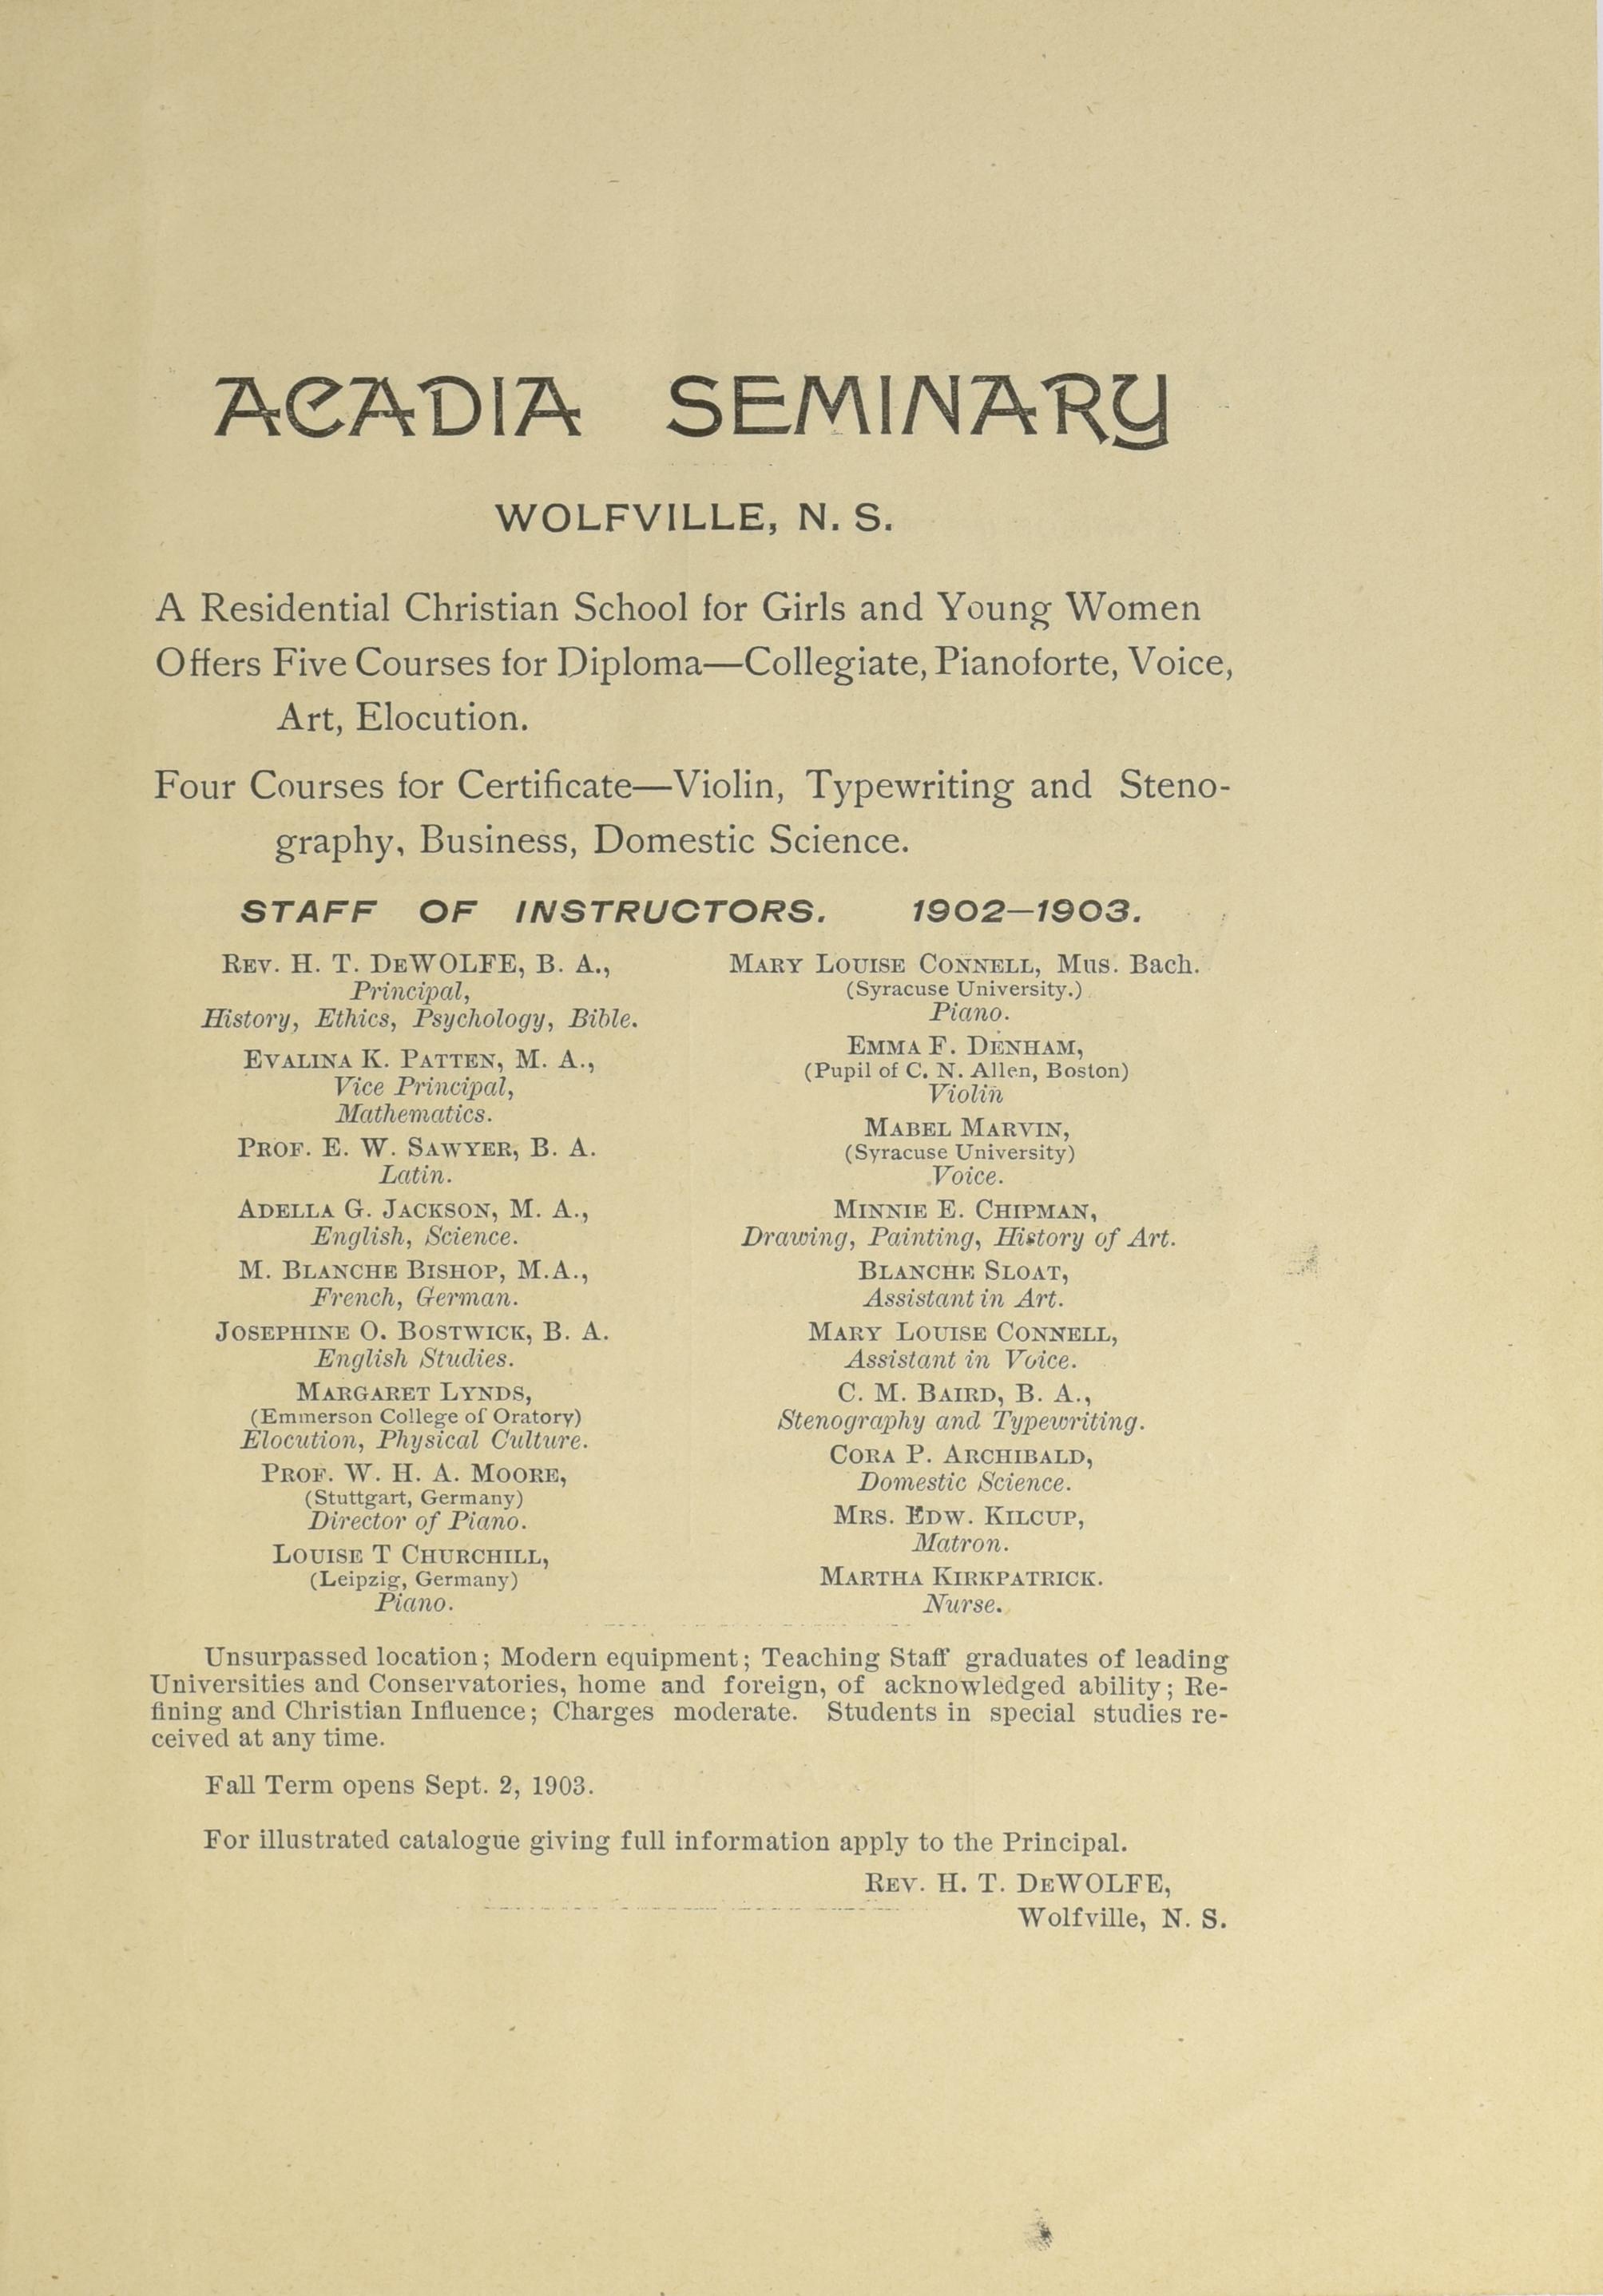 ACADIA SEMINARY
WOLFVILLE, N. S.
A Residential Christian School for Girls and Young Women
Offers Five Courses for Diploma—Collegiate, Pianoforte, Voice,
Art, Elocution.
Four Courses for Certificate—Violin, Typewriting and Steno-
graphy, Business, Domestic Science.
STAFF OF INSTRUCTORS. 1902–1903.
REV. H. T. DEWOLFE, B. A.,
Principal,
History, Ethics, Psychology, Bible.
EVALINA K. PATTEN, M. A.,
Vice Principal,
Mathematics.
PROF. E. W. SAWYER, B. A.
Latin.
ADELLA G. JACKSON, M. A.,
English, Science.
M. BLANCHE BISHOP, M.A.,
French, German.
JOSEPHINE O. BOSTWICK, B. A.
English Studies.
MARGARET LYNDS,
(Emmerson College of Oratory)
Elocution, Physical Culture.
PROF. W. H. A. MOORE,
(Stuttgart, Germany)
Director of Piano.
LOUISE T CHURCHILL,
(Leipzig, Germany)
Piano.
MARY LOUISE CONNELL, Mus. Bach.
(Syracuse University.)
Piano.
EMMA F. DENHAM,
(Pupil of C. N. Allen, Boston)
Violin
MABEL MARVIN,
(Syracuse University)
Voice.
MINNIE E. CHIPMAN,
Drawing, Painting, History of Art.
BLANCHE SLOAT,
Assistant in Art.
MARY LOUISE CONNELL,
Assistant in Voice.
C. M. BAIRD, B. A.,
Stenography and Typewriting.
CORA P. ARCHIBALD,
Domestic Science.
MRS. EDW. KILCUP,
Matron.
MARTHA KIRKPATRICK.
Nurse.
Unsurpassed location; Modern equipment; Teaching Staff graduates of leading
Universities and Conservatories, home and foreign, of acknowledged ability; Re-
fining and Christian Influence; Charges moderate. Students in special studies re-
ceived at any time.
Fall Term opens Sept. 2, 1903.
For illustrated catalogue giving full information apply to the Principal.
REV. H. T. DEWOLFE,
Wolfville, N. S.